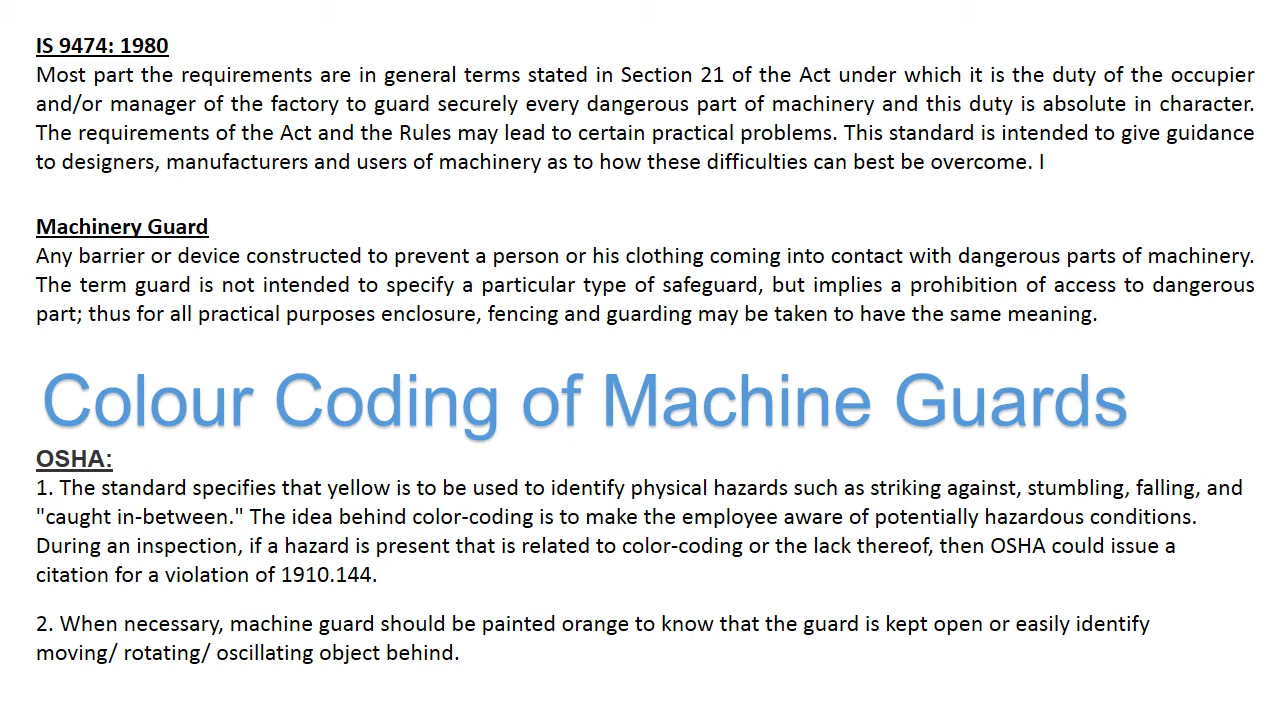 IS 9474: 1980
Most part the requirements are in general terms stated in Section 21 of the Act under which it is the duty of the occupier
and/or manager of the factory to guard securely every dangerous part of machinery and this duty is absolute in character.
The requirements of the Act and the Rules may lead to certain practical problems. This standard is intended to give guidance
to designers, manufacturers and users of machinery as to how these difficulties can best be overcome. I
Machinery Guard
Any barrier or device constructed to prevent a person or his clothing coming into contact with dangerous parts of machinery.
The term guard is not intended to specify a particular type of safeguard, but implies a prohibition of access to dangerous
part; thus for all practical purposes enclosure, fencing and guarding may be taken to have the same meaning.
Colour Coding of Machine Guards
OSHA:
1. The standard specifies that yellow is to be used to identify physical hazards such as striking against, stumbling, falling, and
"caught in-between." The idea behind color-coding is to make the employee aware of potentially hazardous conditions.
During an inspection, if a hazard is present that is related to color-coding or the lack thereof, then OSHA could issue a
citation for a violation of 1910.144.
2. When necessary, machine guard should be painted orange to know that the guard is kept open or easily identify
moving/ rotating/ oscillating object behind.